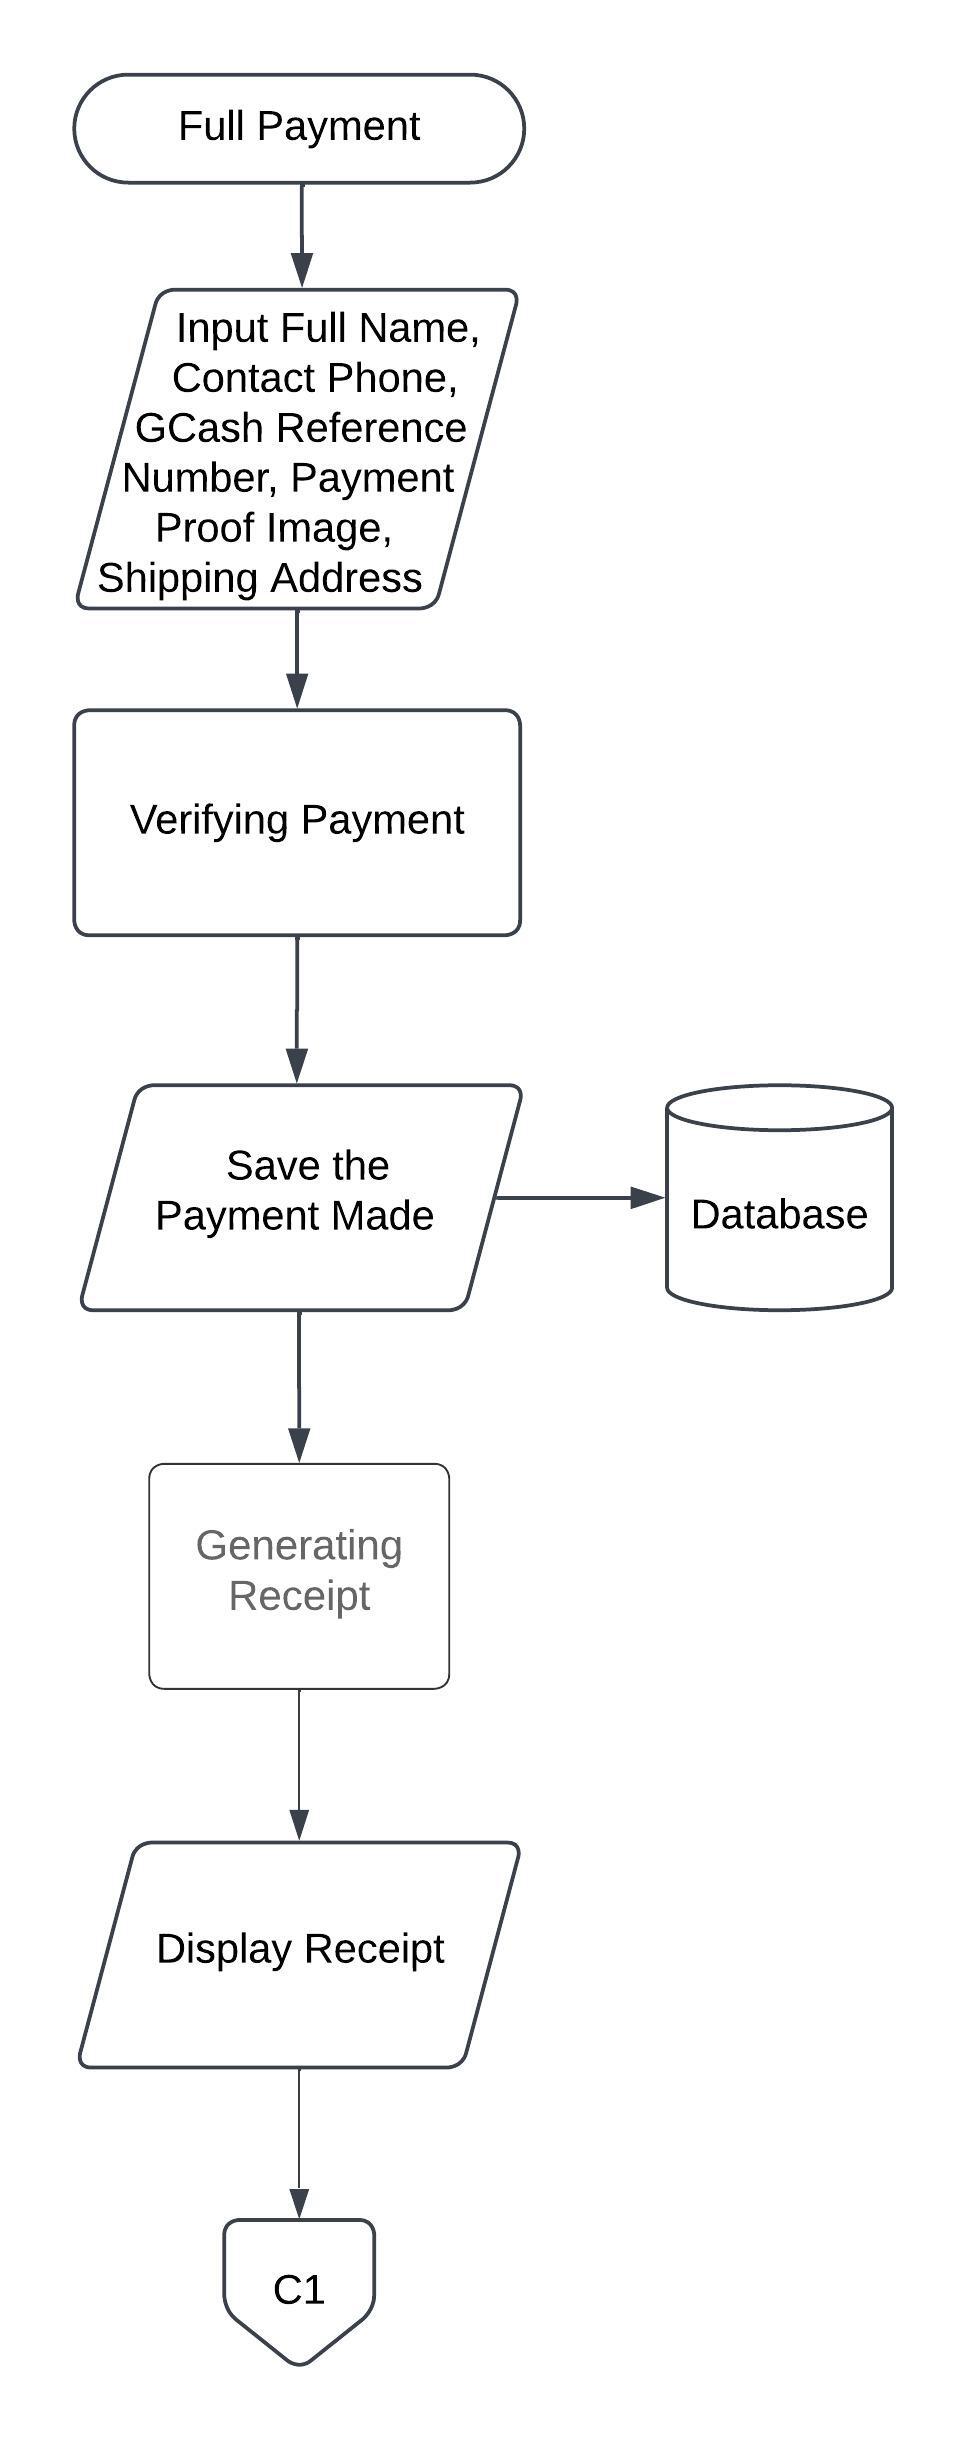 Full Payment
Input Full Name,
Contact Phone,
GCash Reference
Number, Payment
Proof Image,
Shipping Address
Verifying Payment
Save the
Payment Made
Database
Generating
Receipt
Display Receipt
C1